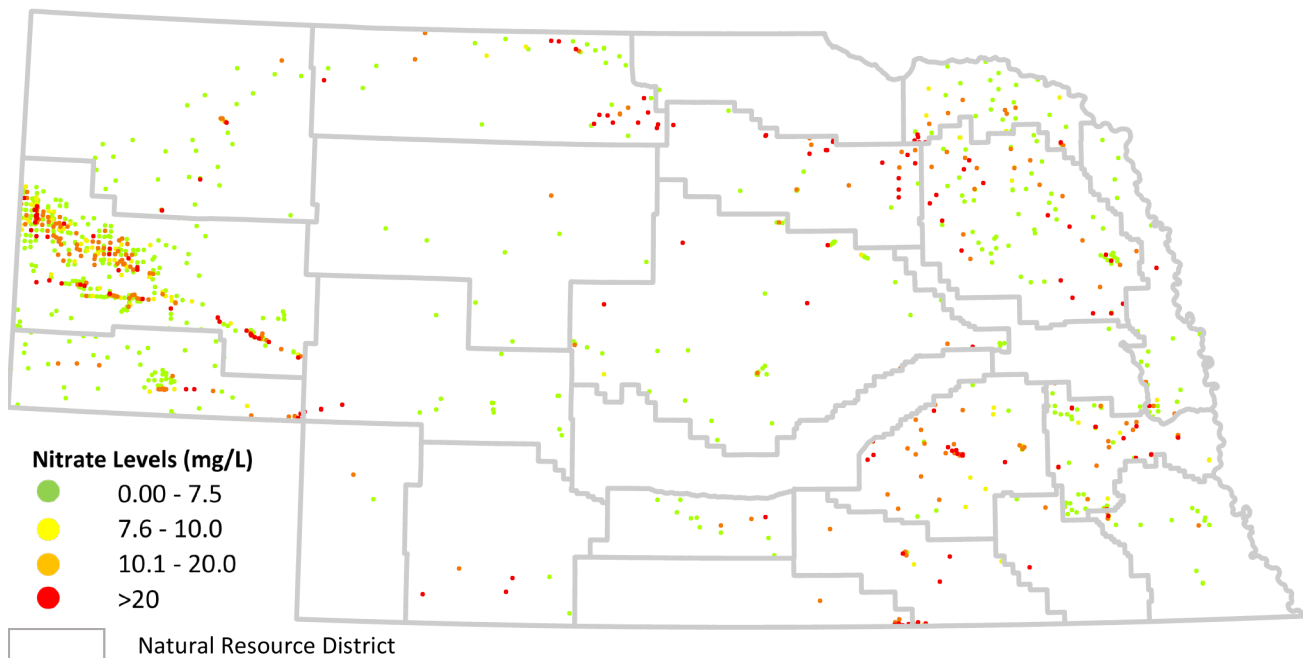 Nitrate Levels (mg/L)
0.00 - 7.5
7.6 - 10.0
10.1 - 20.0
>20
Natural Resource District